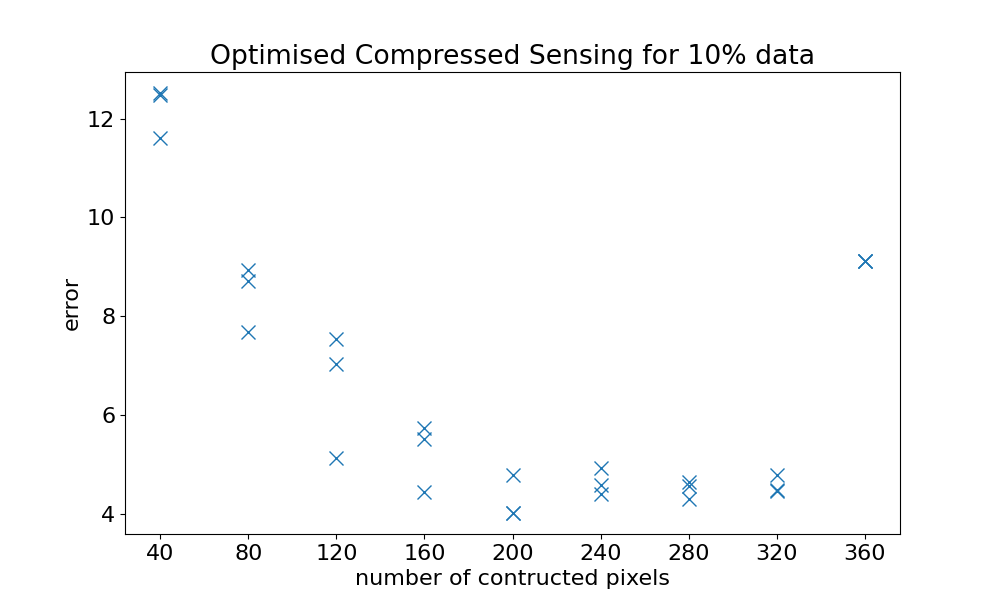 Optimised Compressed Sensing for 10% data
12
10
8
6
4
error
40 80 120 160 200 240 280 320 360
number of contructed pixels